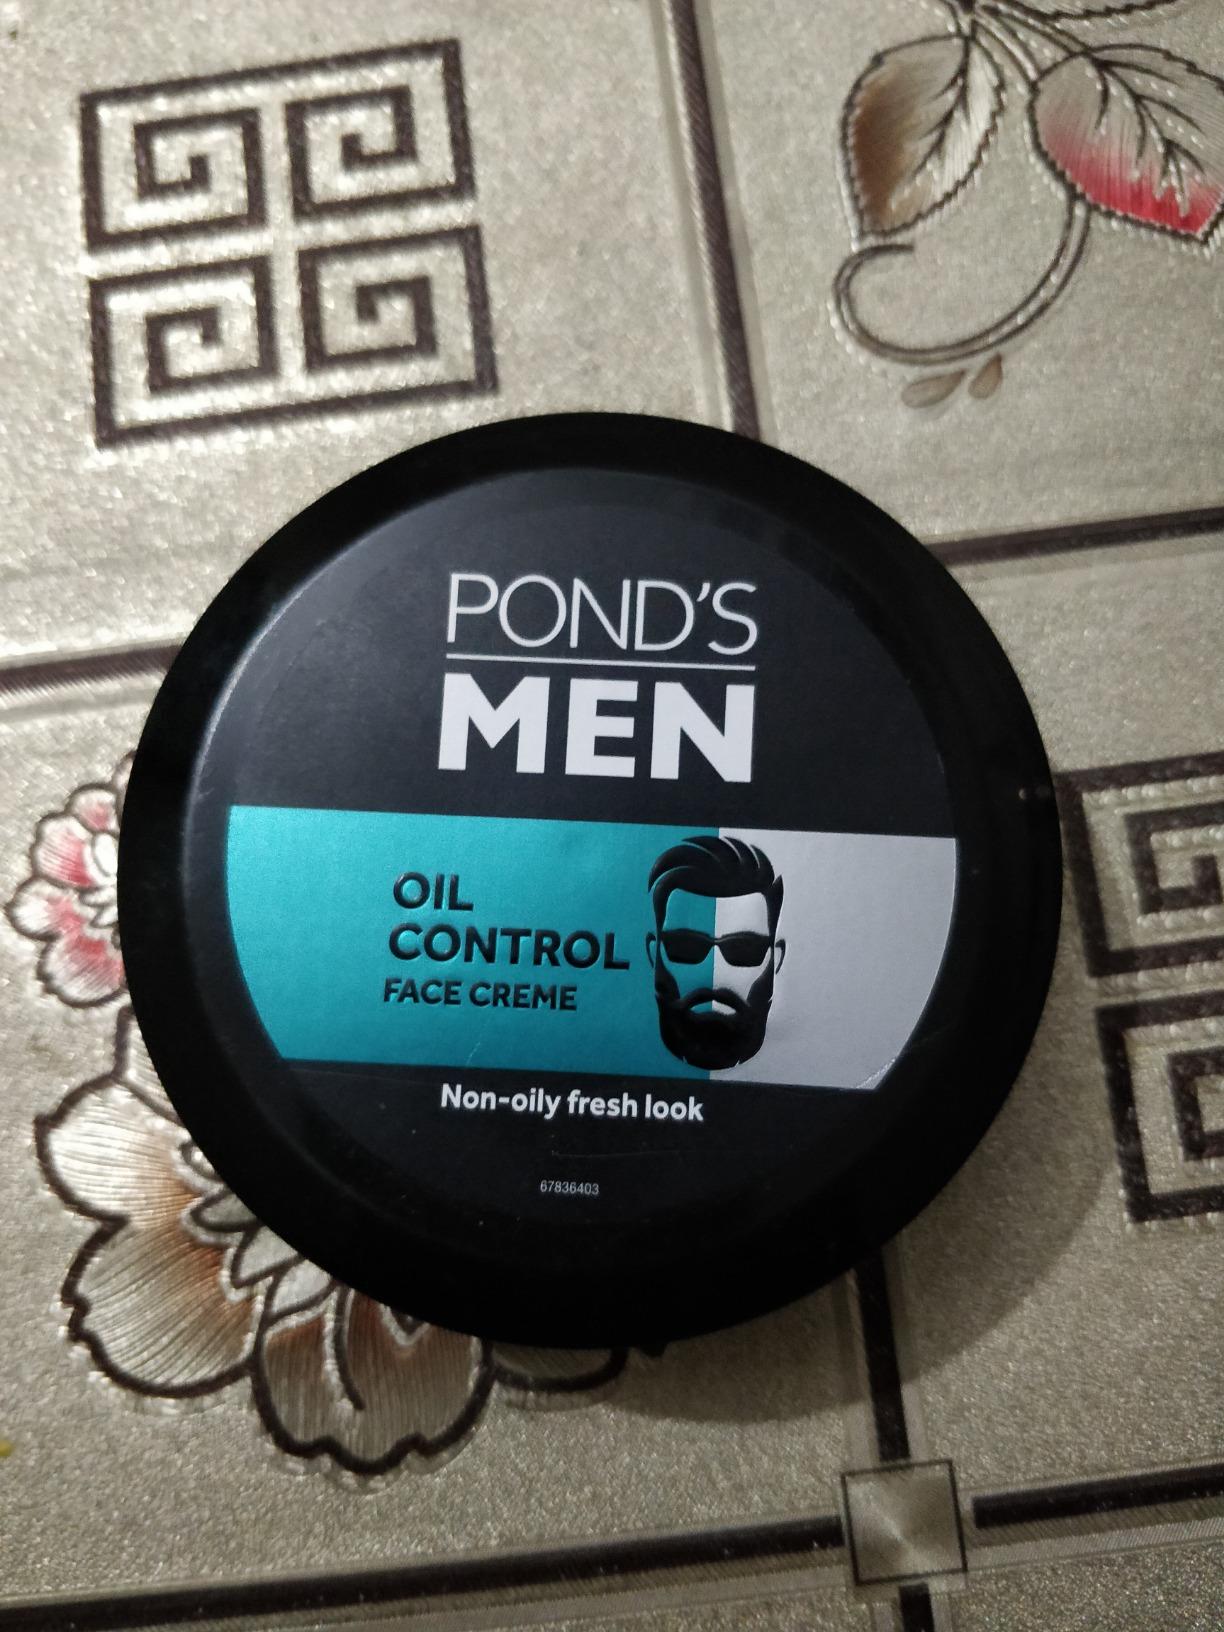 POND'S
MEN
OIL
CONTROL
FACE CREME
Non-oily fresh look
67836403